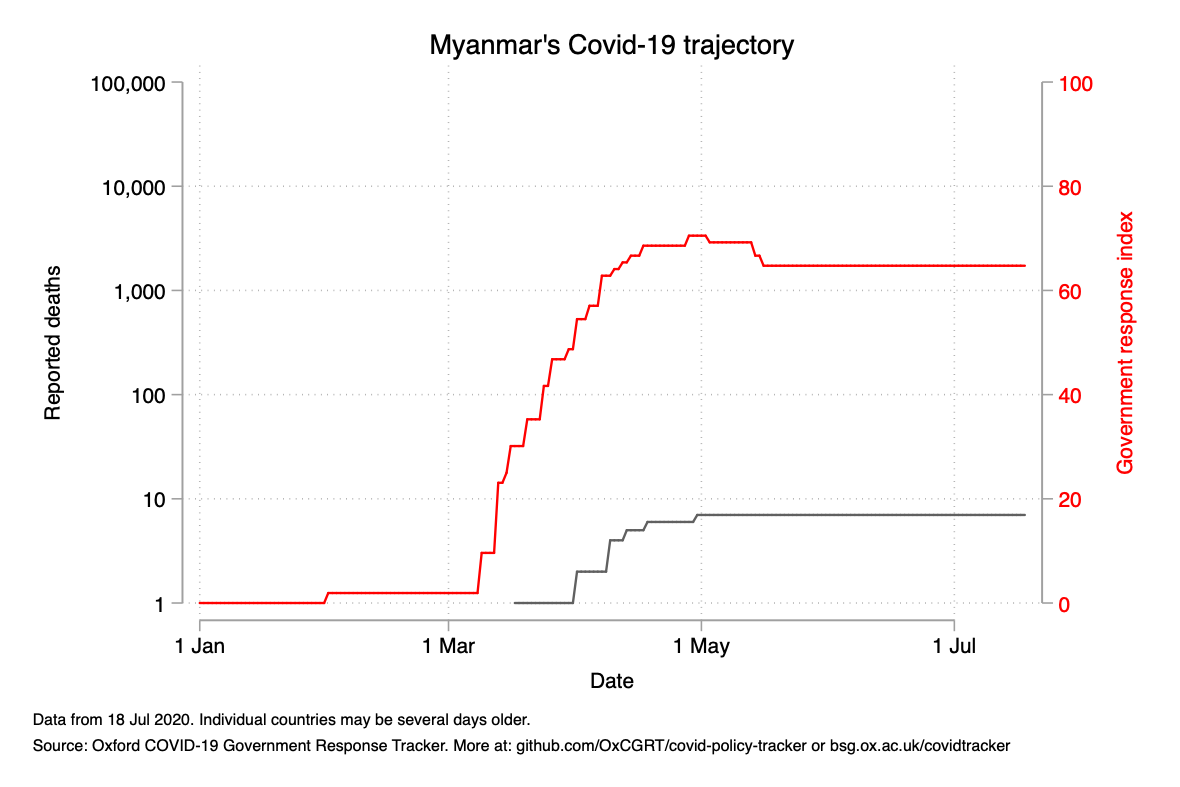 Myanmar's Covid-19 trajectory
100,000
10,000
1,000
100
10
1
Reported deaths
100
80
60
40
20
0
Government response index
1 Jan 1 Mar 1 May 1 Jul
Date
Data from 18 Jul 2020. Individual countries may be several days older.
Source: Oxford COVID-19 Government Response Tracker. More at: github.com/OxCGRT/covid-policy-tracker or bsg.ox.ac.uk/covidtracker